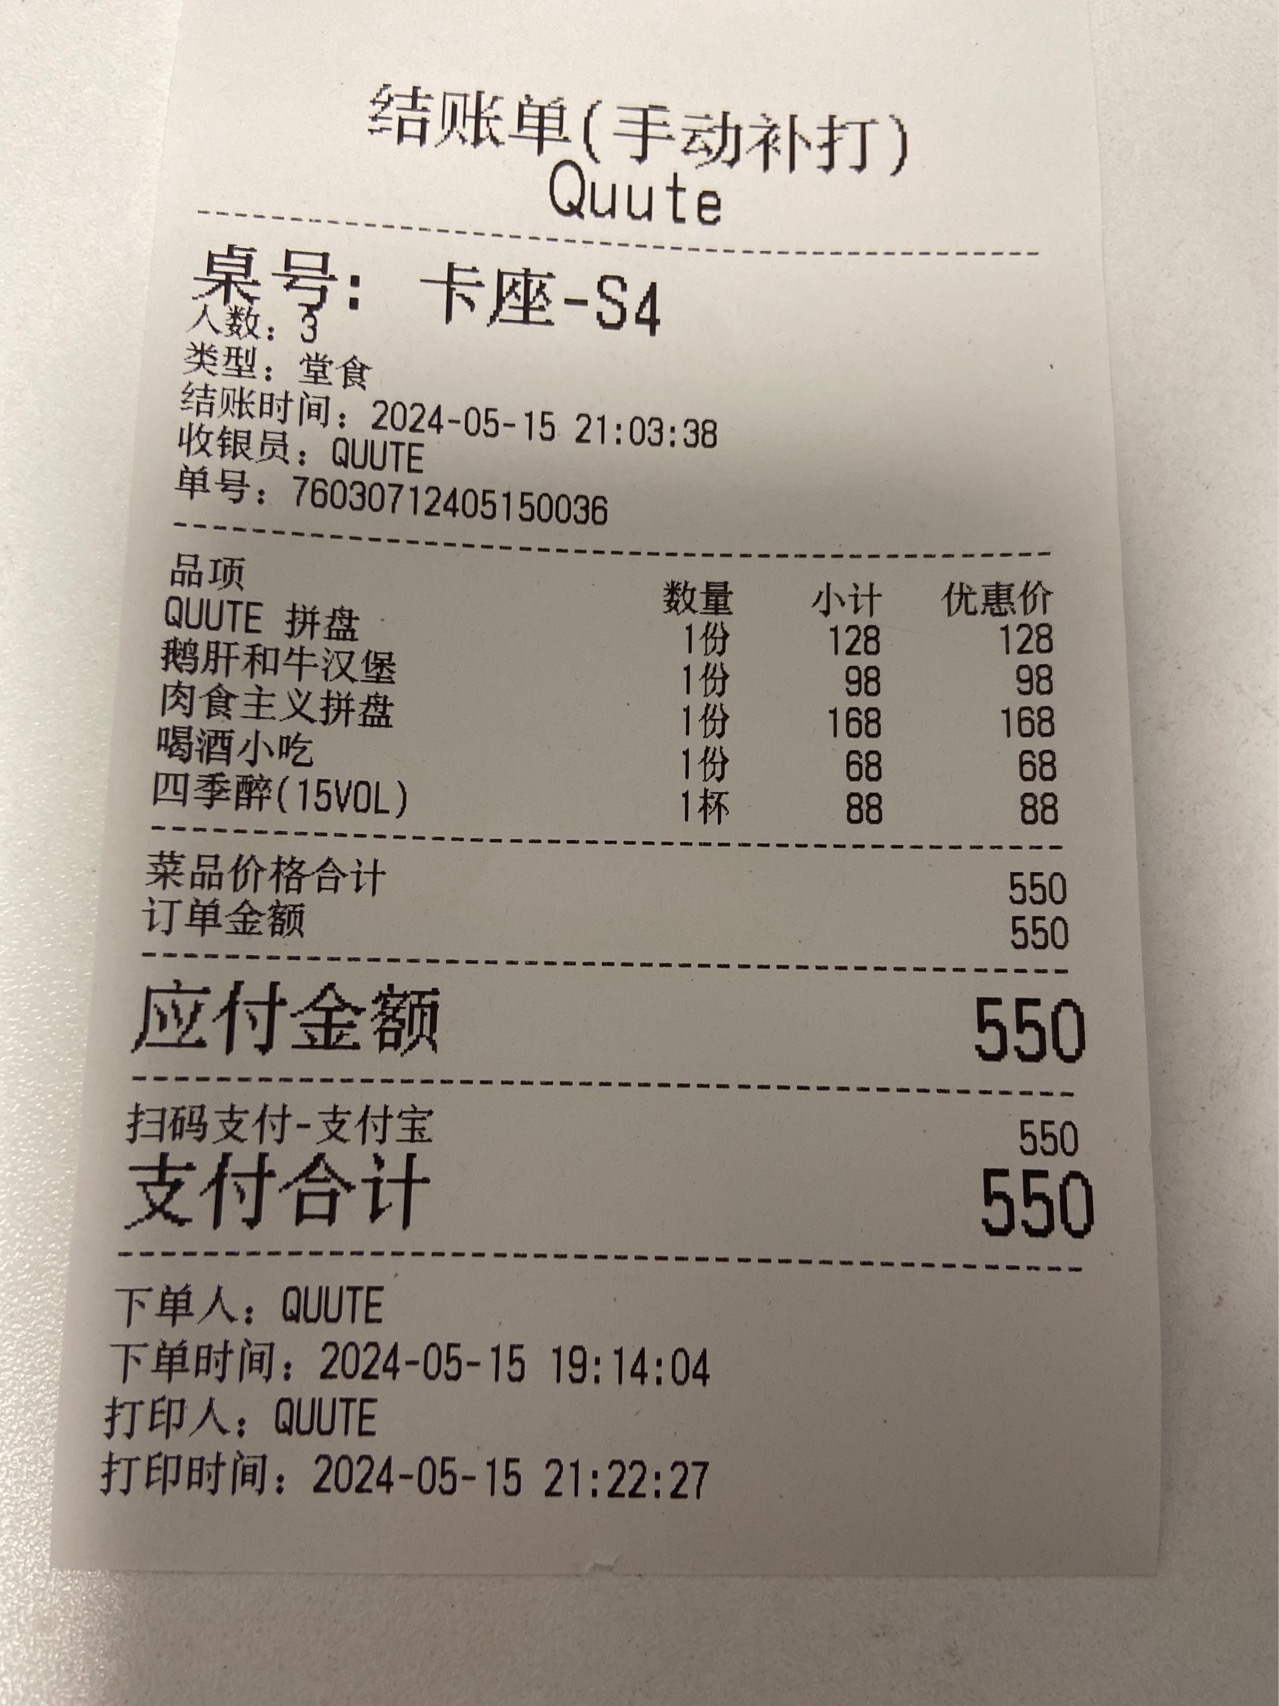 结账单(手动补打)
Quute
桌号: 卡座-S4
人数: 3
类型: 堂食
结账时间: 2024-05-15 21:03:38
收银员: QUUTE
单号: 76030712405150036
品项 数量 小计 优惠价
QUUTE 拼盘 1份 128 128
鹅肝和牛汉堡 1份 98 98
肉食主义拼盘 1份 168 168
喝酒小吃 1份 68 68
四季醉(15VOL) 1杯 88 88
菜品价格合计 550
订单金额 550
应付金额 550
扫码支付-支付宝 550
支付合计 550
下单人: QUUTE
下单时间: 2024-05-15 19:14:04
打印人: QUUTE
打印时间: 2024-05-15 21:22:27